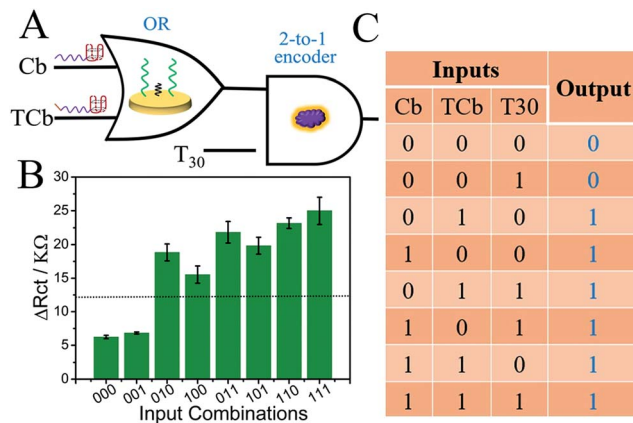 A
OR
2-to-1
encoder
Cb
TCb
T30
B
ΔRct / KΩ
30
25
20
15
10
5
0
000 001 010 100 011 101 110 111
Input Combinations
C
Inputs Output
Cb TCb T30
0 0 0 0
0 0 1 0
0 1 0 1
1 0 0 1
0 1 1 1
1 0 1 1
1 1 0 1
1 1 1 1